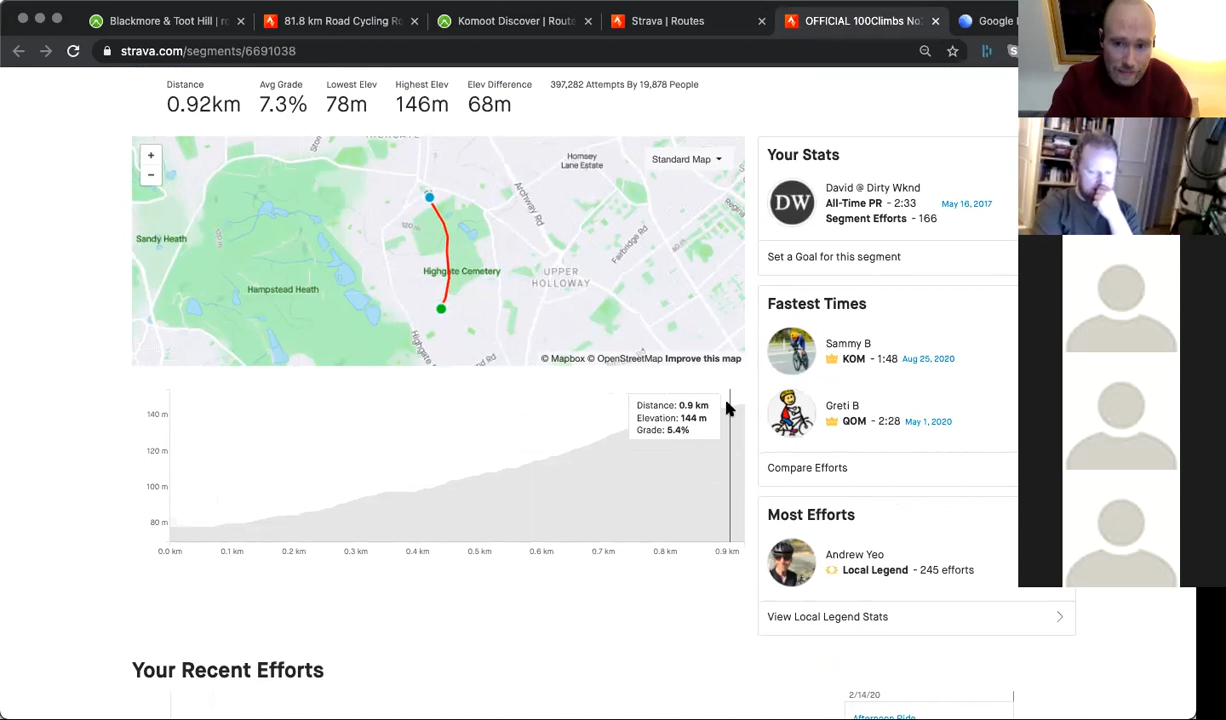 Blackmore & Toot Hill | ro
81.8 km Road Cycling Ro
Komoot Discover | Route
Strava | Routes
OFFICIAL 100Climbs No
Google
strava.com/segments/6691038
Distance
0.92km
Avg Grade
7.3%
Lowest Elev
78m
Highest Elev
146m
Elev Difference
68m
397,282 Attempts By 19,878 People
+
−
Standard Map
Hornsey
Lane Estate
Archway Rd
Fairbridge Rd
Sandy Heath
Hampstead Heath
Highgate Cemetery
UPPER
HOLLOWAY
© Mapbox © OpenStreetMap Improve this map
140 m
120 m
100 m
80 m
Distance: 0.9 km
Elevation: 144 m
Grade: 5.4%
0.0 km
0.1 km
0.2 km
0.3 km
0.4 km
0.5 km
0.6 km
0.7 km
0.8 km
0.9 km
Your Recent Efforts
2/14/20
Afternoon Ride
Your Stats
DW
David @ Dirty Wknd
All-Time PR - 2:33 May 16, 2017
Segment Efforts - 166
Set a Goal for this segment
Fastest Times
Sammy B
KOM - 1:48 Aug 25, 2020
Greti B
QOM - 2:28 May 1, 2020
Compare Efforts
Most Efforts
Andrew Yeo
Local Legend - 245 efforts
View Local Legend Stats